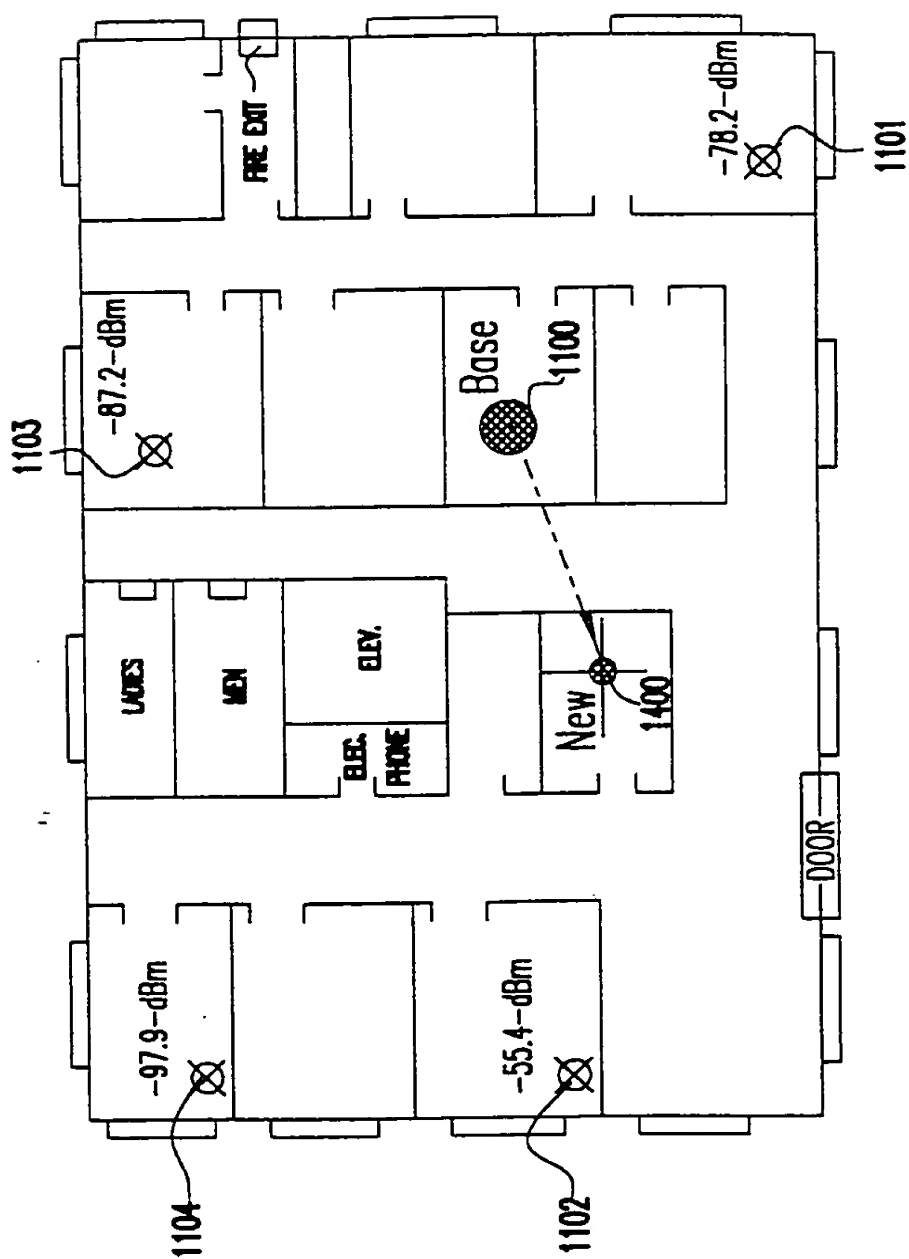 1103
-87.2-dBm
LADIES
-97.9-dBm
1104
MEN
FIRE EXIT
ELEC.
PHONE
ELEV.
Base
-55.4-dBm
1102
New
1100
1400
-78.2-dBm
DOOR
1101